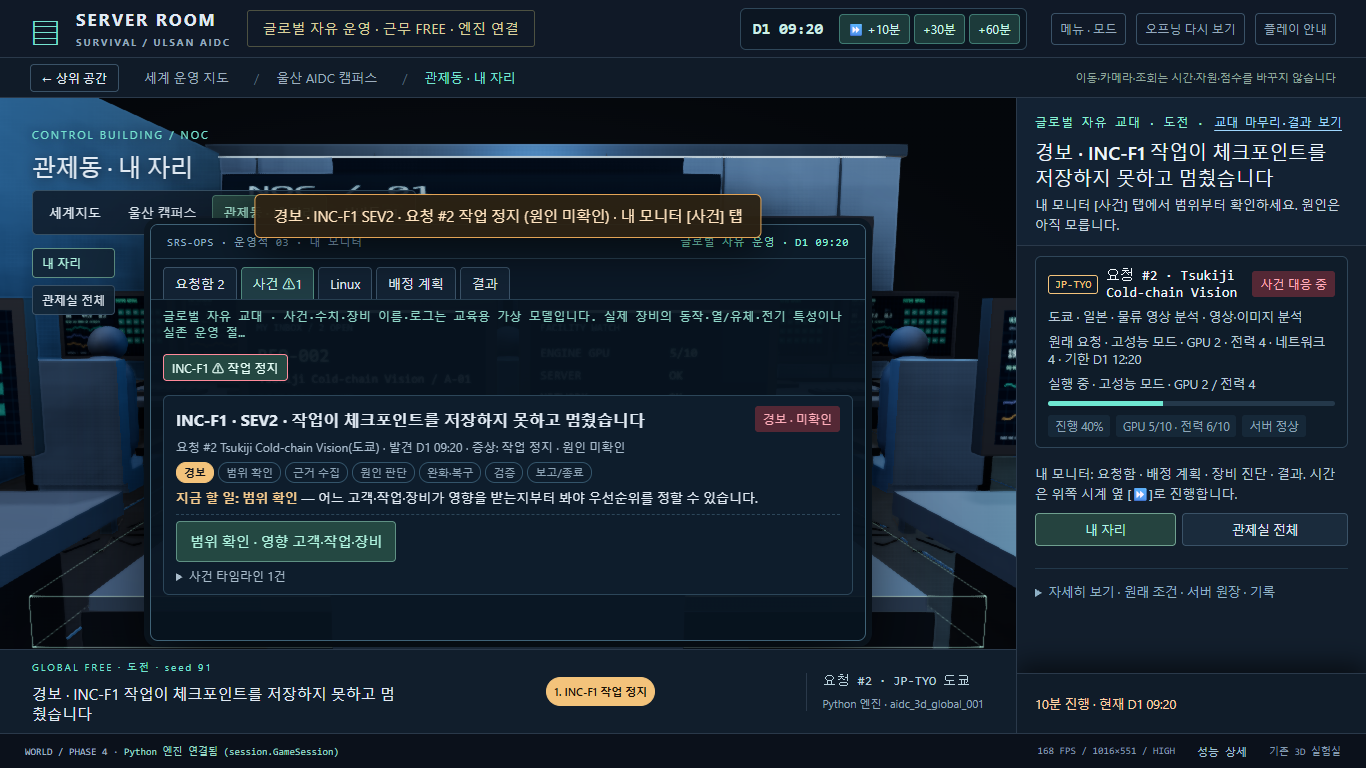 SERVER ROOM
SURVIVAL / ULSAN AIDC
글로벌 자유 운영 · 근무 FREE · 엔진 연결
D1 09:20
⏩ +10분
+30분
+60분
메뉴 · 모드
오프닝 다시 보기
플레이 안내
← 상위 공간
세계 운영 지도 / 울산 AIDC 캠퍼스 / 관제동 · 내 자리
이동·카메라·조회는 시간·자원·점수를 바꾸지 않습니다
CONTROL BUILDING / NOC
관제동 · 내 자리
세계지도
울산 캠퍼스
내 자리
관제실 전체
경보 · INC-F1 SEV2 · 요청 #2 작업 정지 (원인 미확인) · 내 모니터 [사건] 탭
SRS-OPS · 운영석 03 · 내 모니터
글로벌 자유 운영 · D1 09:20
요청함 2
사건 ⚠1
Linux
배정 계획
결과
글로벌 자유 교대 · 사건·수치·장비 이름·로그는 교육용 가상 모델입니다. 실제 장비의 동작·열/유체·전기 특성이나
실존 운영 절…
INC-F1 ⚠ 작업 정지
INC-F1 · SEV2 · 작업이 체크포인트를 저장하지 못하고 멈췄습니다
경보 · 미확인
요청 #2 Tsukiji Cold-chain Vision(도쿄) · 발견 D1 09:20 · 증상: 작업 정지 · 원인 미확인
경보
범위 확인
근거 수집
원인 판단
완화·복구
검증
보고/종료
지금 할 일: 범위 확인 — 어느 고객·작업·장비가 영향을 받는지부터 봐야 우선순위를 정할 수 있습니다.
범위 확인 · 영향 고객·작업·장비
▶ 사건 타임라인 1건
글로벌 자유 교대 · 도전 · 교대 마무리·결과 보기
경보 · INC-F1 작업이 체크포인트를
저장하지 못하고 멈췄습니다
내 모니터 [사건] 탭에서 범위부터 확인하세요. 원인은
아직 모릅니다.
JP-TYO
요청 #2 · Tsukiji
Cold-chain Vision
사건 대응 중
도쿄 · 일본 · 물류 영상 분석 · 영상·이미지 분석
원래 요청 · 고성능 모드 · GPU 2 · 전력 4 · 네트워크
4 · 기한 D1 12:20
실행 중 · 고성능 모드 · GPU 2 / 전력 4
진행 40%
GPU 5/10 · 전력 6/10
서버 정상
내 모니터: 요청함 · 배정 계획 · 장비 진단 · 결과. 시간
은 위쪽 시계 옆 [⏩]로 진행합니다.
내 자리
관제실 전체
▶ 자세히 보기 · 원래 조건 · 서버 원장 · 기록
10분 진행 · 현재 D1 09:20
GLOBAL FREE · 도전 · seed 91
경보 · INC-F1 작업이 체크포인트를 저장하지 못하고 멈
췄습니다
1. INC-F1 작업 정지
요청 #2 · JP-TYO 도쿄
Python 엔진 · aidc_3d_global_001
WORLD / PHASE 4 · Python 엔진 연결됨 (session.GameSession)
168 FPS / 1016×551 / HIGH
성능 상세
기존 3D 실험실